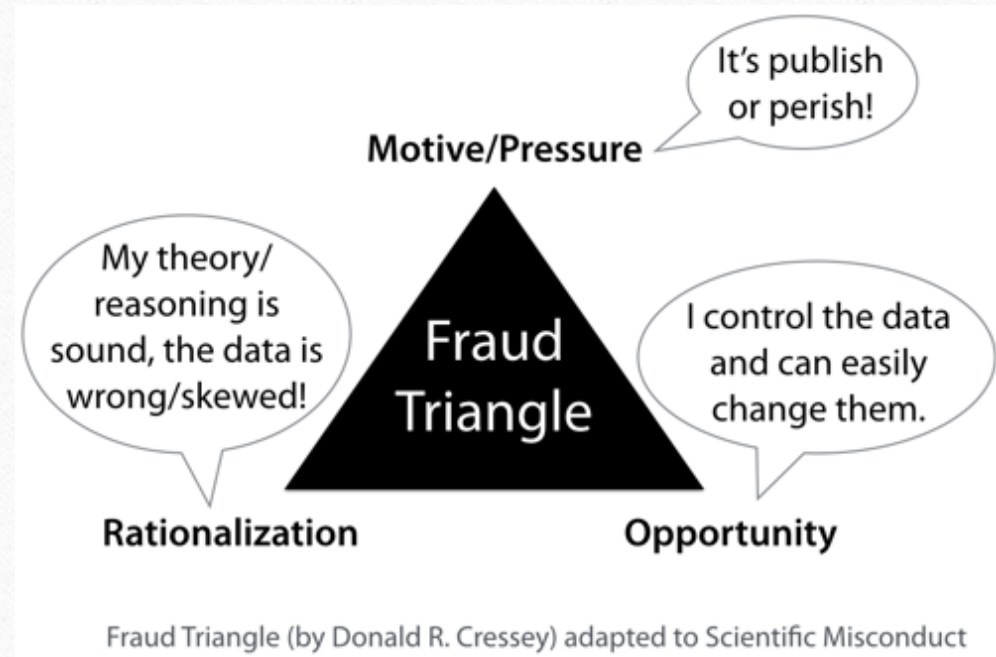 It's publish
or perish!
Motive/Pressure
My theory/
reasoning is
sound, the data is
wrong/skewed!
Fraud
Triangle
I control the data
and can easily
change them.
Rationalization
Opportunity
Fraud Triangle (by Donald R. Cressey) adapted to Scientific Misconduct